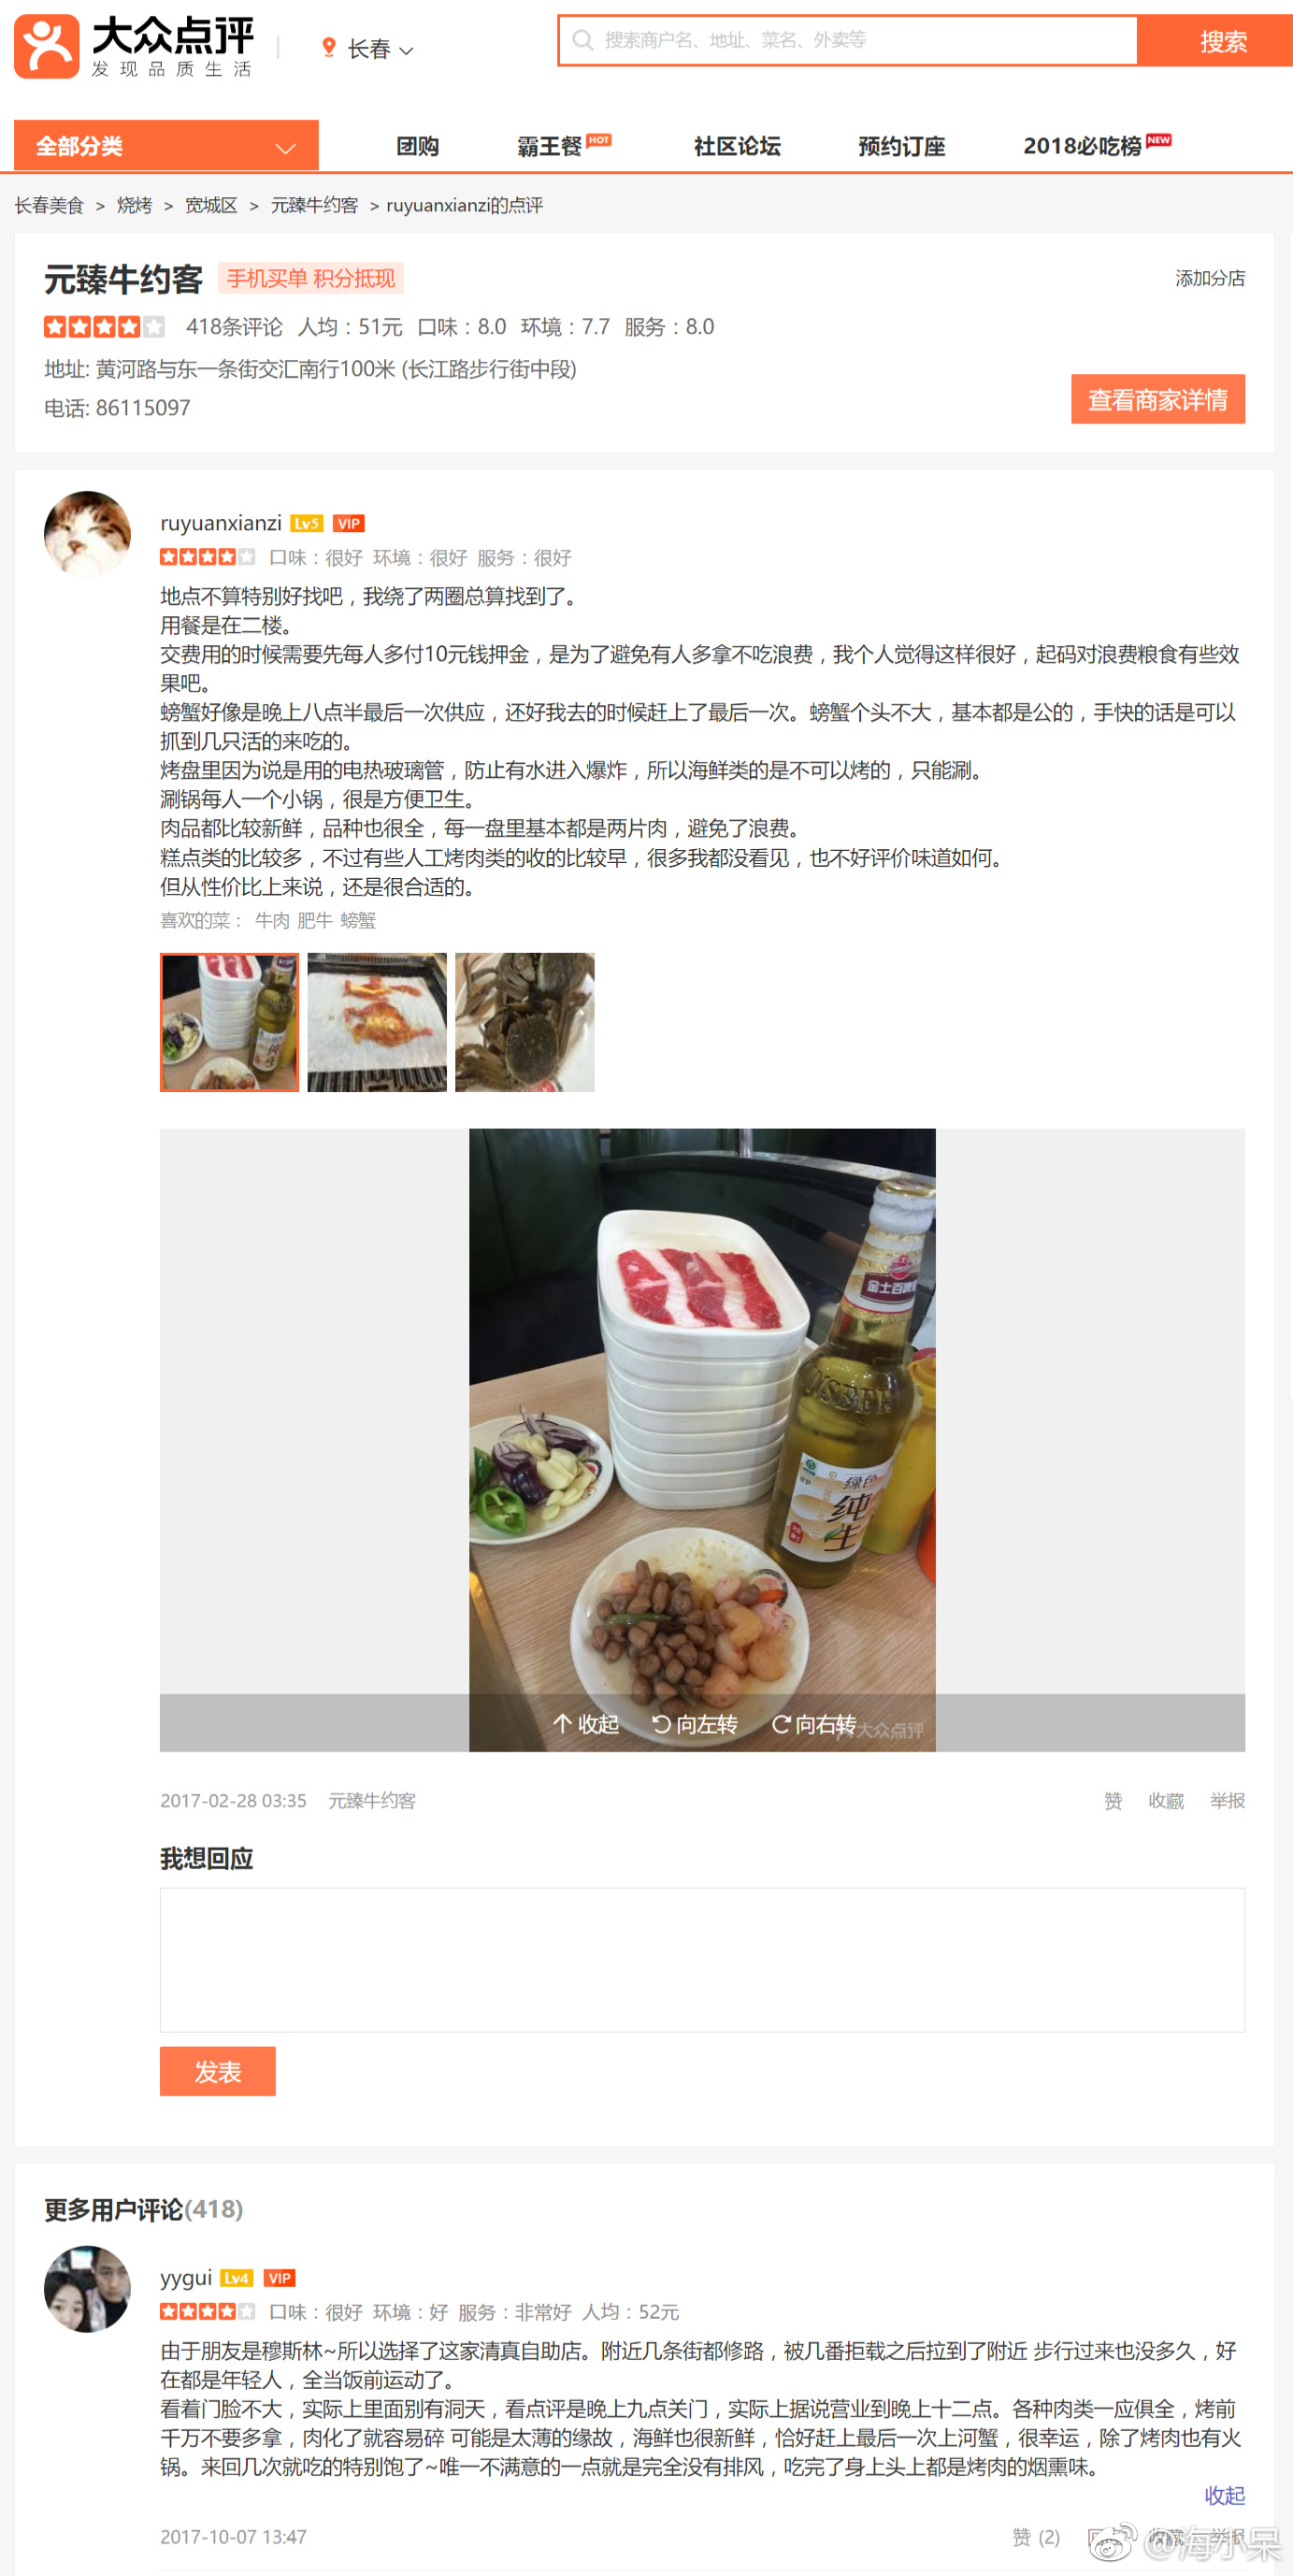 大众点评
发现品质生活
长春
搜索商户名、地址、菜名、外卖等
搜索
全部分类
团购
霸王餐 HOT
社区论坛
预约订座
2018必吃榜 NEW
长春美食 > 烧烤 > 宽城区 > 元臻牛约客 > ruyuanxianzi的点评
元臻牛约客 手机买单 积分抵现
添加分店
418条评论 人均：51元 口味：8.0 环境：7.7 服务：8.0
地址: 黄河路与东一条街交汇南行100米 (长江路步行街中段)
电话: 86115097
查看商家详情
ruyuanxianzi Lv5 VIP
口味：很好 环境：很好 服务：很好
地点不算特别好找吧，我绕了两圈总算找到了。
用餐是在二楼。
交费用的时候需要先每人多付10元钱押金，是为了避免有人多拿不吃浪费，我个人觉得这样很好，起码对浪费粮食有些效
果吧。
螃蟹好像是晚上八点半最后一次供应，还好我去的时候赶上了最后一次。螃蟹个头不大，基本都是公的，手快的话是可以
抓到几只活的来吃的。
烤盘里因为说是用的电热玻璃管，防止有水进入爆炸，所以海鲜类的是不可以烤的，只能涮。
涮锅每人一个小锅，很是方便卫生。
肉品都比较新鲜，品种也很全，每一盘里基本都是两片肉，避免了浪费。
糕点类的比较多，不过有些人工烤肉类的收的比较早，很多我都没看见，也不好评价味道如何。
但从性价比上来说，还是很合适的。
喜欢的菜： 牛肉 肥牛 螃蟹
金士百
绿色
纯
生
收起 向左转 向右转
大众点评
2017-02-28 03:35 元臻牛约客
赞 收藏 举报
我想回应
发表
更多用户评论(418)
yygui Lv4 VIP
口味：很好 环境：好 服务：非常好 人均：52元
由于朋友是穆斯林~所以选择了这家清真自助店。附近几条街都修路，被几番拒载之后拉到了附近 步行过来也没多久，好
在都是年轻人，全当饭前运动了。
看着门脸不大，实际上里面别有洞天，看点评是晚上九点关门，实际上据说营业到晚上十二点。各种肉类一应俱全，烤前
千万不要多拿，肉化了就容易碎 可能是太薄的缘故，海鲜也很新鲜，恰好赶上最后一次上河蟹，很幸运，除了烤肉也有火
锅。来回几次就吃的特别饱了~唯一不满意的一点就是完全没有排风，吃完了身上头上都是烤肉的烟熏味。
收起
2017-10-07 13:47
赞 (2) 收藏 举报
@海小呆